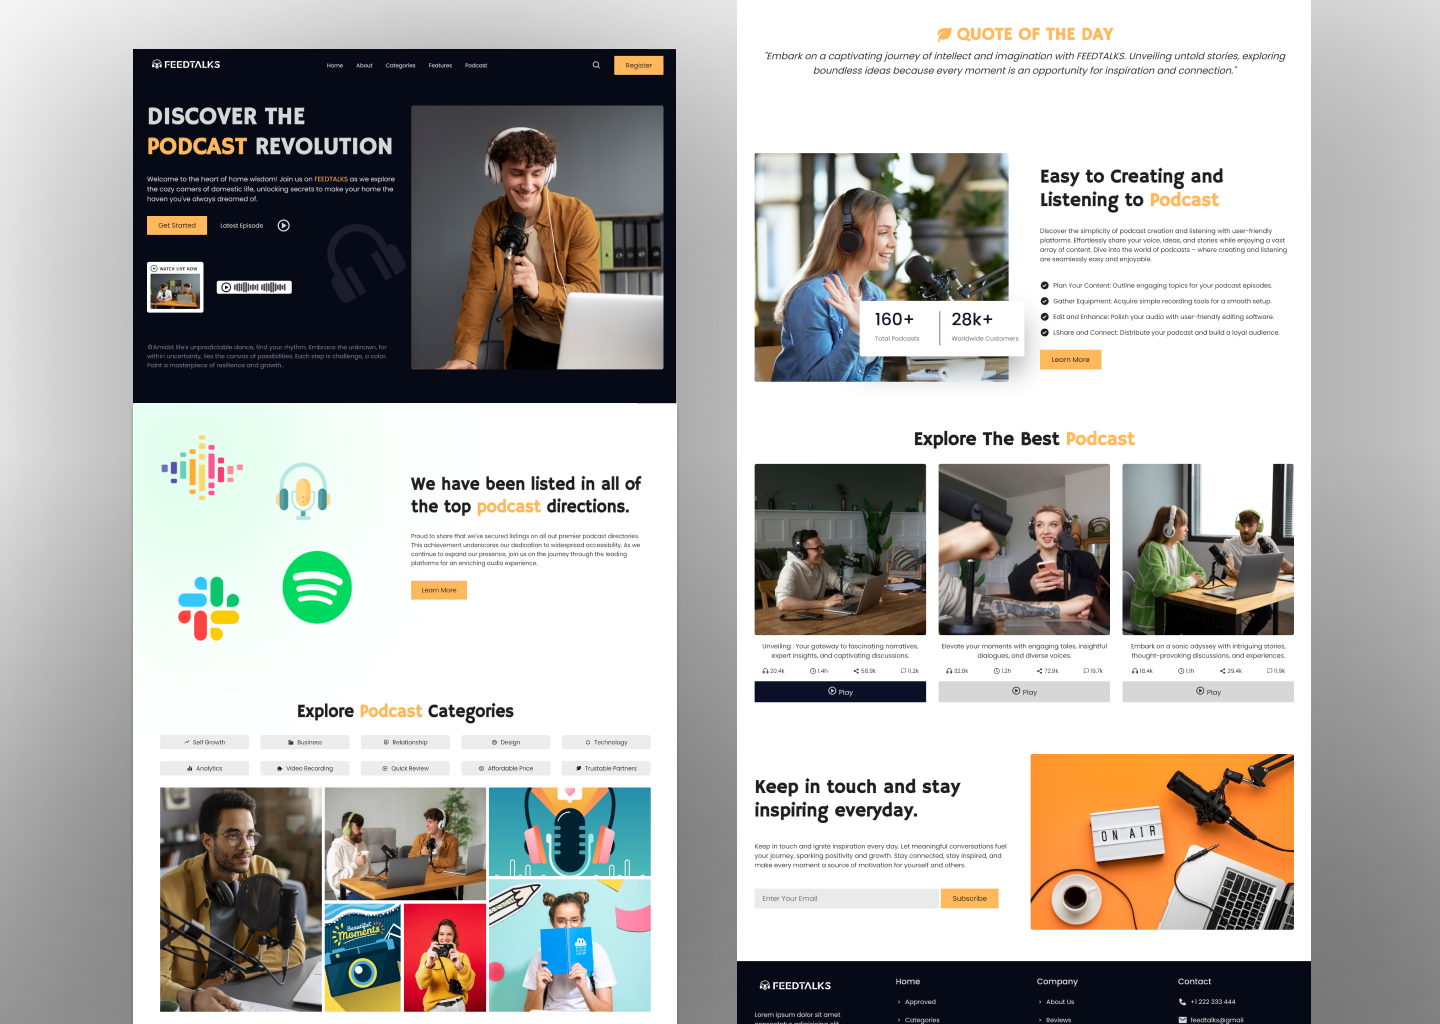 FEEDTALKS
Home About Categories Features Podcast
Register
DISCOVER THE
PODCAST REVOLUTION
Welcome to the heart of home wisdom! Join us on FEEDTALKS as we explore
the cozy corners of domestic life, unlocking secrets to make your home the
haven you've always dreamed of.
Get Started Latest Episode
WATCH LIVE NOW
Amidst life's unpredictable dance, find your rhythm. Embrace the unknown, for
within uncertainty, lies the canvas of possibilities. Each step is challenge, a color.
Paint a masterpiece of resilience and growth..
We have been listed in all of
the top podcast directions.
Proud to share that we've secured listings on all out premier podcast directories.
This achievement underscores our dedication to widespread accessibility. As we
continue to expand our presence, join us on the journey through the leading
platforms for an enriching audio experience.
Learn More
Explore Podcast Categories
Self Growth Business Relationship Design Technology
Analytics Video Recording Quick Review Affordable Price Trustable Partners
Beautiful
Moments
QUOTE OF THE DAY
"Embark on a captivating journey of intellect and imagination with FEEDTALKS. Unveiling untold stories, exploring
boundless ideas because every moment is an opportunity for inspiration and connection."
Easy to Creating and
Listening to Podcast
Discover the simplicity of podcast creation and listening with user-friendly
platforms. Effortlessly share your voice, ideas, and stories while enjoying a vast
array of content. Dive into the world of podcasts – where creating and listening
are seamlessly easy and enjoyable.
Plan Your Content: Outline engaging topics for your podcast episodes.
Gather Equipment: Acquire simple recording tools for a smooth setup.
Edit and Enhance: Polish your audio with user-friendly editing software.
LShare and Connect: Distribute your podcast and build a loyal audience.
Learn More
160+ 28k+
Total Podcasts Worldwide Customers
Explore The Best Podcast
Unveiling : Your gateway to fascinating narratives,
expert insights, and captivating discussions.
20.4k 1.4h 56.9k 11.2k
Play
Elevate your moments with engaging tales, insightful
dialogues, and diverse voices.
32.8k 1.2h 72.9k 19.7k
Play
Embark on a sonic odyssey with intriguing stories,
thought-provoking discussions, and experiences.
18.4k 1.1h 29.4k 11.9k
Play
Keep in touch and stay
inspiring everyday.
Keep in touch and ignite inspiration every day. Let meaningful conversations fuel
your journey, sparking positivity and growth. Stay connected, stay inspired, and
make every moment a source of motivation for yourself and others.
Enter Your Email Subscribe
ON AIR
FEEDTALKS
Lorem ipsum dolor sit amet
Home
Approved
Categories
Company
About Us
Reviews
Contact
+1 222 333 444
feedtalks@gmail